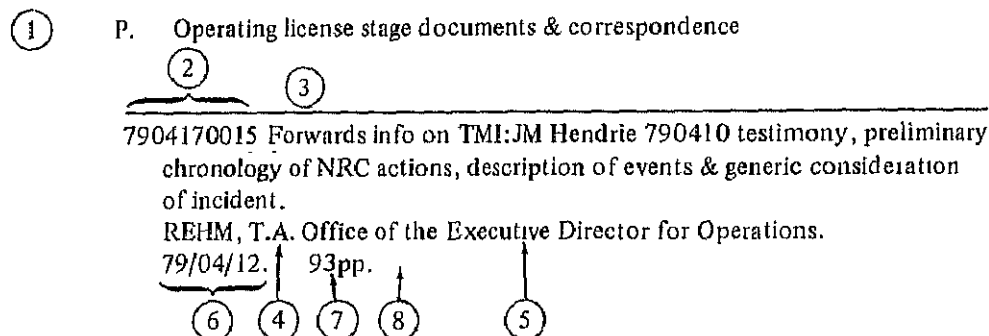 1 P. Operating license stage documents & correspondence
2
3
7904170015 Forwards info on TMI:JM Hendrie 790410 testimony, preliminary
chronology of NRC actions, description of events & generic consideration
of incident.
REHM, T.A. Office of the Executive Director for Operations.
79/04/12. 93pp.
6 4 7 8 5